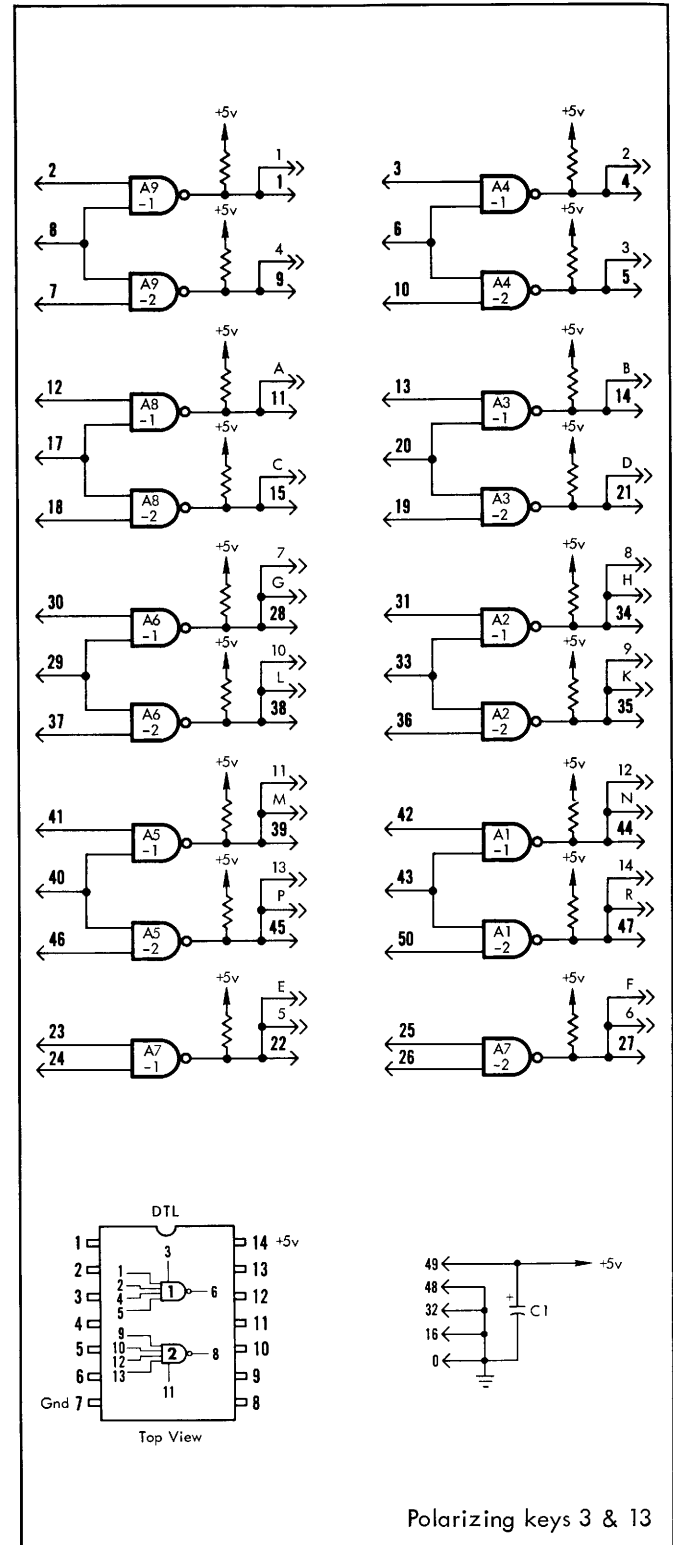 +5v +5v
2 A9 -1 1 1 3 A4 -1 2 4
8 +5v 6 +5v
7 A9 -2 4 9 10 A4 -2 3 5
+5v +5v
12 A8 -1 A 11 13 A3 -1 B 14
17 +5v 20 +5v
18 A8 -2 C 15 19 A3 -2 D 21
+5v +5v
30 A6 -1 7 G 28 31 A2 -1 8 H 34
29 +5v 33 +5v
37 A6 -2 10 L 38 36 A2 -2 9 K 35
+5v +5v
41 A5 -1 11 M 39 42 A1 -1 12 N 44
40 +5v 43 +5v
46 A5 -2 13 P 45 50 A1 -2 14 R 47
+5v +5v
23 24 A7 -1 E 5 22 25 26 A7 -2 F 6 27
DTL
1 14 +5v
2 13
3 12
4 11
5 10
6 9
Gnd 7 8
3
1 2 4 5 1 6
9 10 12 13 2 8
11
Top View
49 +5v
48
32 + C1
16
0
Polarizing keys 3 & 13